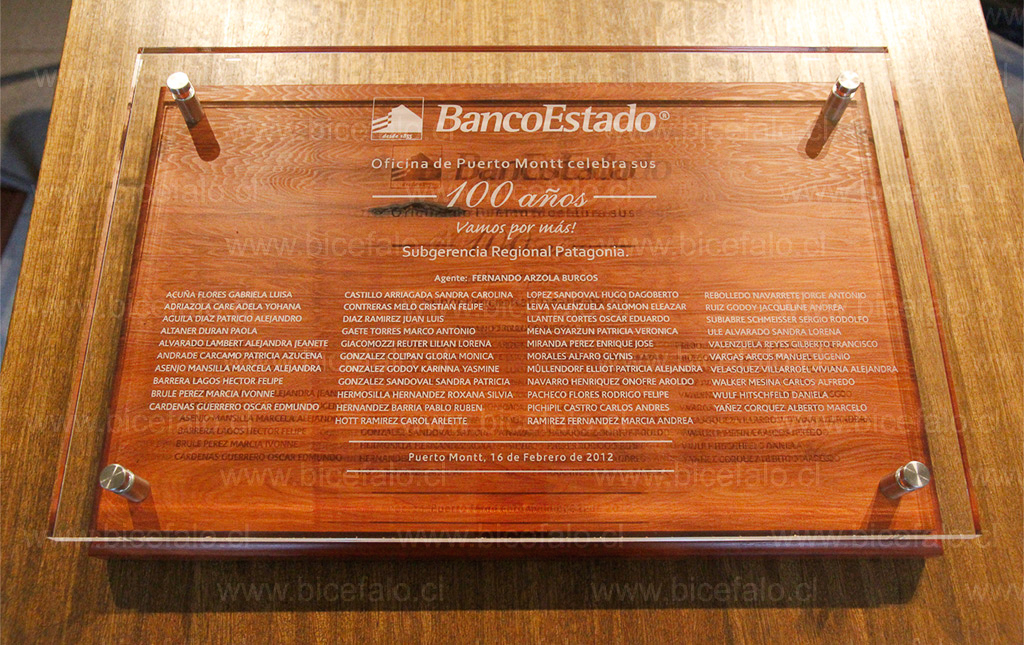 desde 1855
BancoEstado®
Oficina de Puerto Montt celebra sus
100 años
Vamos por más!
Subgerencia Regional Patagonia.
Agente: FERNANDO ARZOLA BURGOS
ACUÑA FLORES GABRIELA LUISA
ADRIAZOLA CARE ADELA YOHANA
AGUILA DIAZ PATRICIO ALEJANDRO
ALTANER DURAN PAOLA
ALVARADO LAMBERT ALEJANDRA JEANETE
ANDRADE CARCAMO PATRICIA AZUCENA
ASENJO MANSILLA MARCELA ALEJANDRA
BARRERA LAGOS HECTOR FELIPE
BRULE PEREZ MARCIA IVONNE
CARDENAS GUERRERO OSCAR EDMUNDO
CASTILLO ARRIAGADA SANDRA CAROLINA
CONTRERAS MELO CRISTIAN FELIPE
DIAZ RAMIREZ JUAN LUIS
GAETE TORRES MARCO ANTONIO
GIACOMOZZI REUTER LILIAN LORENA
GONZALEZ COLIPAN GLORIA MONICA
GONZALEZ GODOY KARINNA YASMINE
GONZALEZ SANDOVAL SANDRA PATRICIA
HERMOSILLA HERNANDEZ ROXANA SILVIA
HERNANDEZ BARRIA PABLO RUBEN
HOTT RAMIREZ CAROL ARLETTE
LOPEZ SANDOVAL HUGO DAGOBERTO
LEIVA VALENZUELA SALOMON ELEAZAR
LLANTEN CORTES OSCAR EDUARDO
MENA OYARZUN PATRICIA VERONICA
MIRANDA PEREZ ENRIQUE JOSE
MORALES ALFARO GLYNIS
MÜLLENDORF ELLIOT PATRICIA ALEJANDRA
NAVARRO HENRIQUEZ ONOFRE AROLDO
PACHECO FLORES RODRIGO FELIPE
PICHIPIL CASTRO CARLOS ANDRES
RAMIREZ FERNANDEZ MARCIA ANDREA
REBOLLEDO NAVARRETE JORGE ANTONIO
RUIZ GODOY JACQUELINE ANDREA
SUBIABRE SCHMEISSER SERGIO RODOLFO
ULE ALVARADO SANDRA LORENA
VALENZUELA REYES GILBERTO FRANCISCO
VARGAS ARCOS MANUEL EUGENIO
VELASQUEZ VILLARROEL VIVIANA ALEJANDRA
WALKER MESINA CARLOS ALFREDO
WULF HITSCHFELD DANIELA
YAÑEZ CORQUEZ ALBERTO MARCELO
Puerto Montt, 16 de Febrero de 2012
www.bicefalo.cl